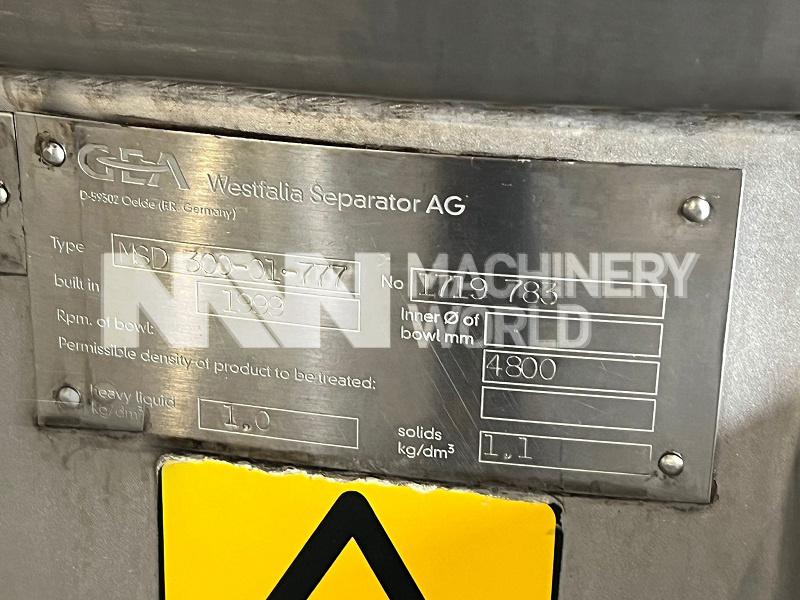 GEA Westfalia Separator AG
D-59302 Oelde (F.R. Germany)
Type MSD 300-01-777 No 1719 783
built in 1999 Inner Ø of bowl mm
Rpm. of bowl: 4800
Permissible density of product to be treated:
heavy liquid kg/dm³ 1,0 solids kg/dm³ 1,1
MW MACHINERY WORLD